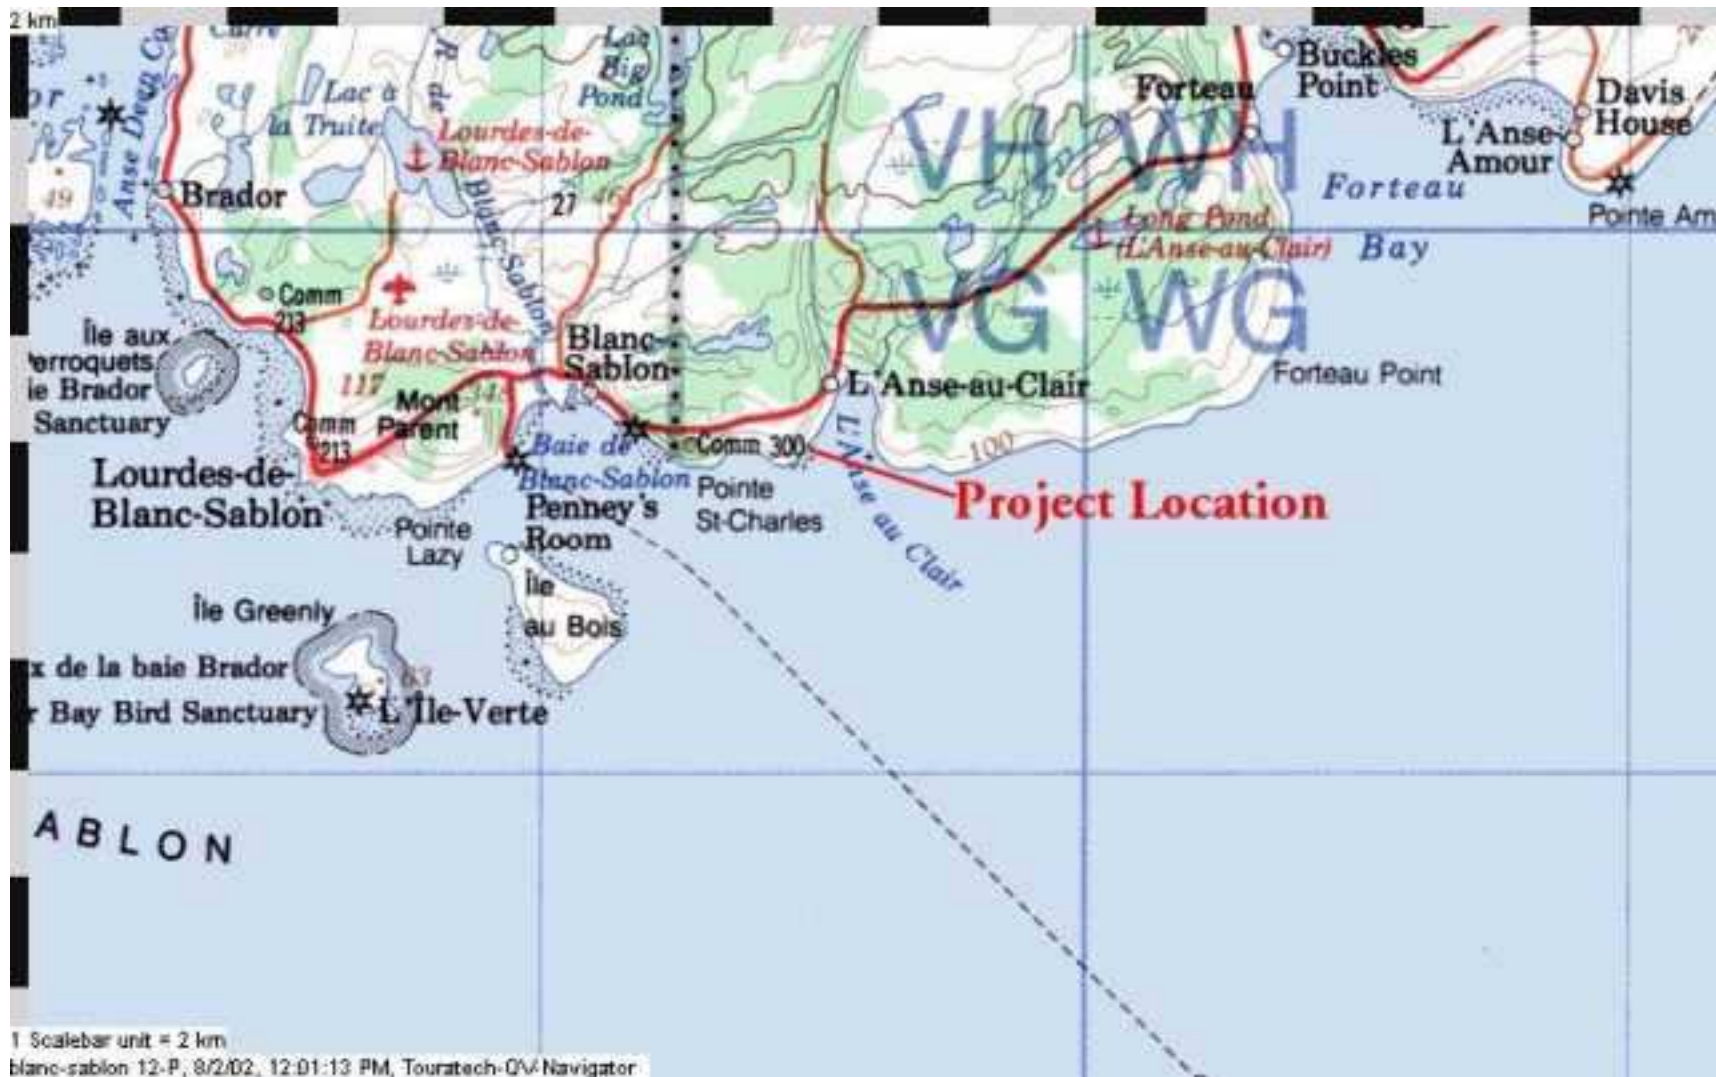 2 km
Lac
Big
Pond
R. de
Lac à
la Truite
Lourdes-de-
Blanc-Sablon
Forteau
Buckles
Point
Davis
House
L'Anse-
Amour
Pointe Am
VH WH
Forteau
Bay
Long Pond
(L'Anse-au-Clair)
VG WG
49
Brador
27
46
Blanc-Sablon
Comm
213
Lourdes-de-
Blanc-Sablon
117
Mont
Parent
Île aux
Perroquets
ie Brador
Sanctuary
Blanc-
Sablon
L'Anse-au-Clair
Forteau Point
100
Comm
213
Lourdes-de-
Blanc-Sablon
Baie de
Blanc-Sablon
Comm 300
Pointe
St-Charles
L'Anse au Clair
Project Location
Pointe
Lazy
Penney's
Room
Île
au Bois
Île Greenly
x de la baie Brador
r Bay Bird Sanctuary
L'Île-Verte
ABLON
1 Scalebar unit = 2 km
blanc-sablon 12-P, 8/2/02, 12:01:13 PM, Touratech-QV-Navigator